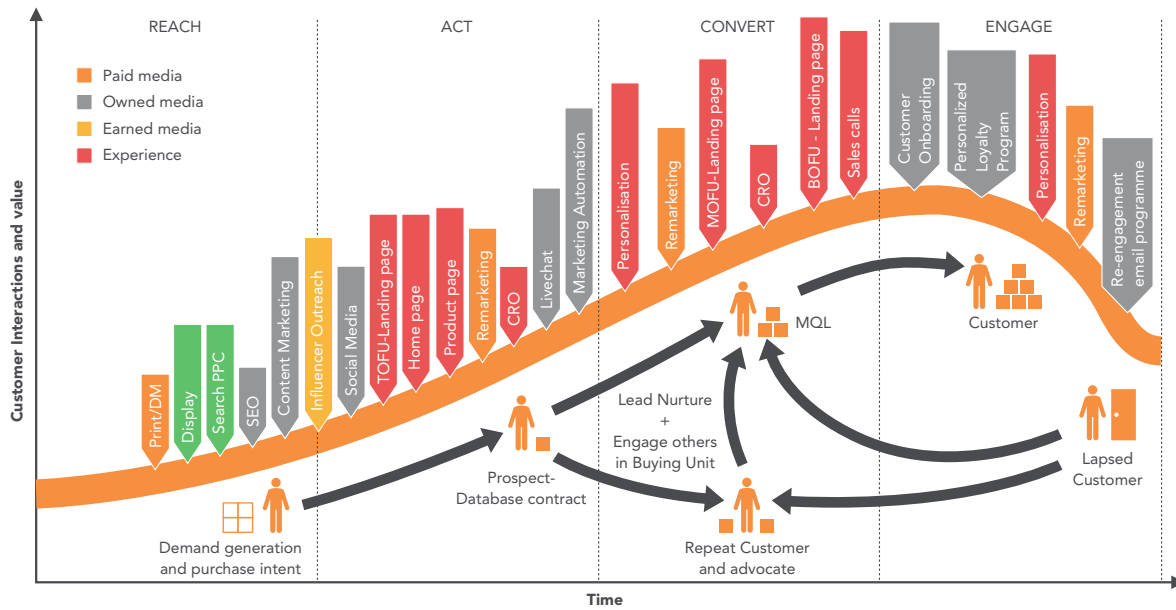 REACH
ACT
CONVERT
ENGAGE
Paid media
Owned media
Earned media
Experience
Customer Interactions and value
Print/DM
Display
Search PPC
SEO
Content Marketing
Influencer Outreach
Social Media
TOFU-Landing page
Home page
Product page
Remarketing
CRO
Livechat
Marketing Automation
Personalisation
Remarketing
MOFU-Landing page
CRO
BOFU - Landing page
Sales calls
Customer
Onboarding
Personalized
Loyalty
Program
Personalisation
Remarketing
Re-engagement
email programme
MQL
Customer
Lead Nurture
+
Engage others
in Buying Unit
Prospect-
Database contract
Lapsed
Customer
Demand generation
and purchase intent
Repeat Customer
and advocate
Time